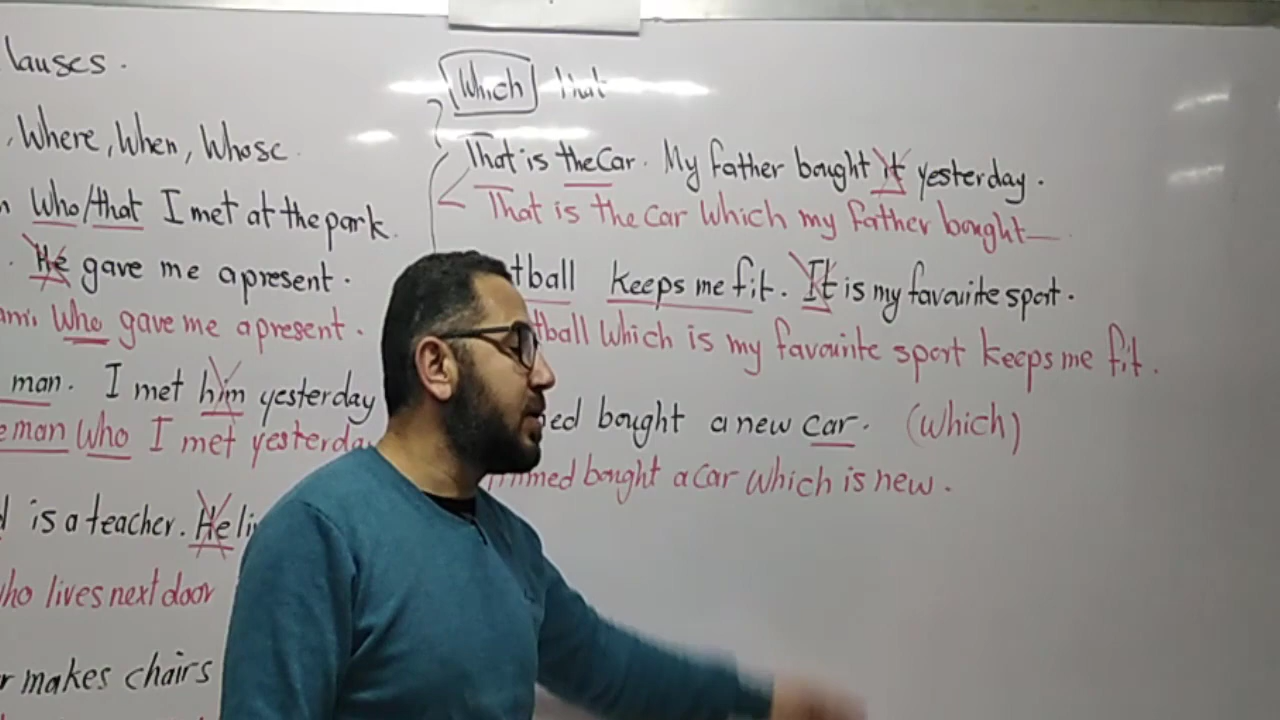 lauses.
, Where, When, Whose.
Who/that I met at the park.
. He gave me a present.
Who gave me a present.
man. I met him yesterday
man who I met yesterday
is a teacher. He
who lives next door
makes chairs
Which that
That is the Car. My father bought it yesterday.
That is the car which my father bought
tball keeps me fit. It is my favourite sport.
tball which is my favourite sport keeps me fit.
ed bought a new car. (which)
med bought a car which is new.